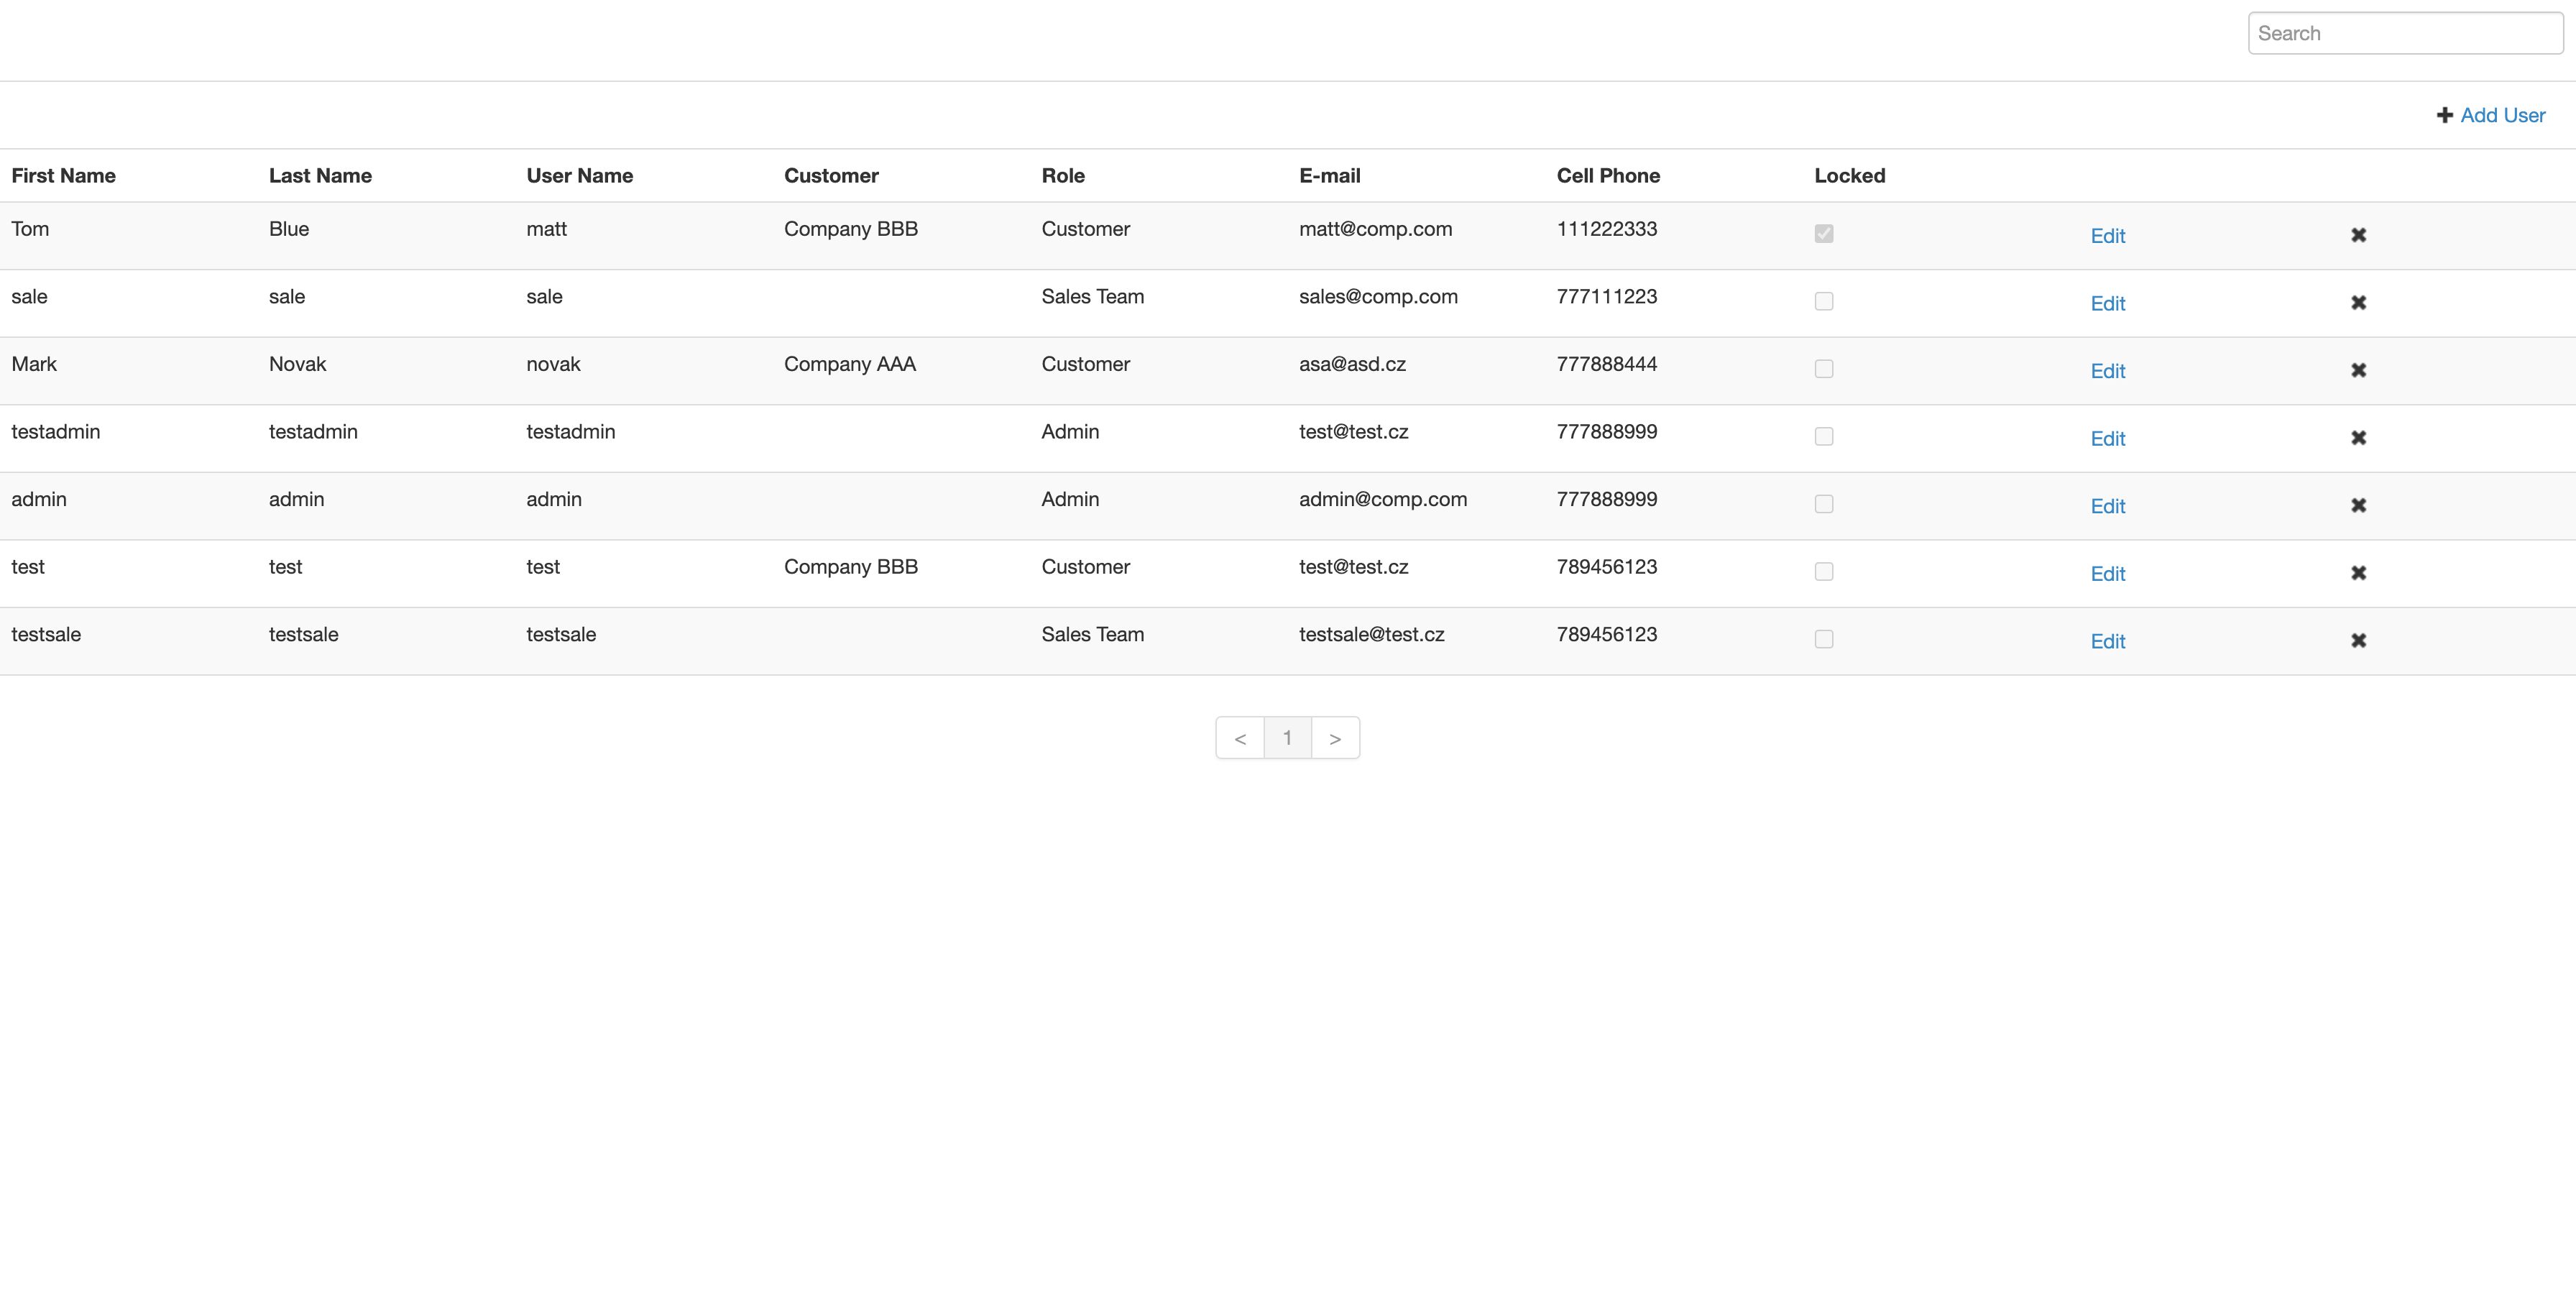 Search
Add User
First Name Last Name User Name Customer Role E-mail Cell Phone Locked
Tom Blue matt Company BBB Customer matt@comp.com 111222333 Edit
sale sale sale Sales Team sales@comp.com 777111223 Edit
Mark Novak novak Company AAA Customer asa@asd.cz 777888444 Edit
testadmin testadmin testadmin Admin test@test.cz 777888999 Edit
admin admin admin Admin admin@comp.com 777888999 Edit
test test test Company BBB Customer test@test.cz 789456123 Edit
testsale testsale testsale Sales Team testsale@test.cz 789456123 Edit
< 1 >